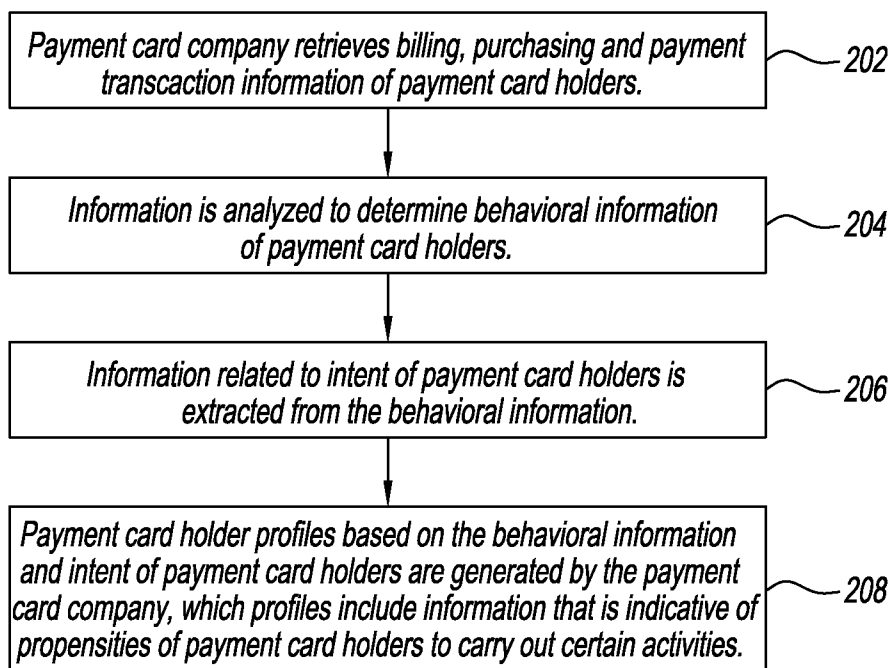 Payment card company retrieves billing, purchasing and payment
transcaction information of payment card holders.
202
Information is analyzed to determine behavioral information
of payment card holders.
204
Information related to intent of payment card holders is
extracted from the behavioral information.
206
Payment card holder profiles based on the behavioral information
and intent of payment card holders are generated by the payment
card company, which profiles include information that is indicative of
propensities of payment card holders to carry out certain activities.
208